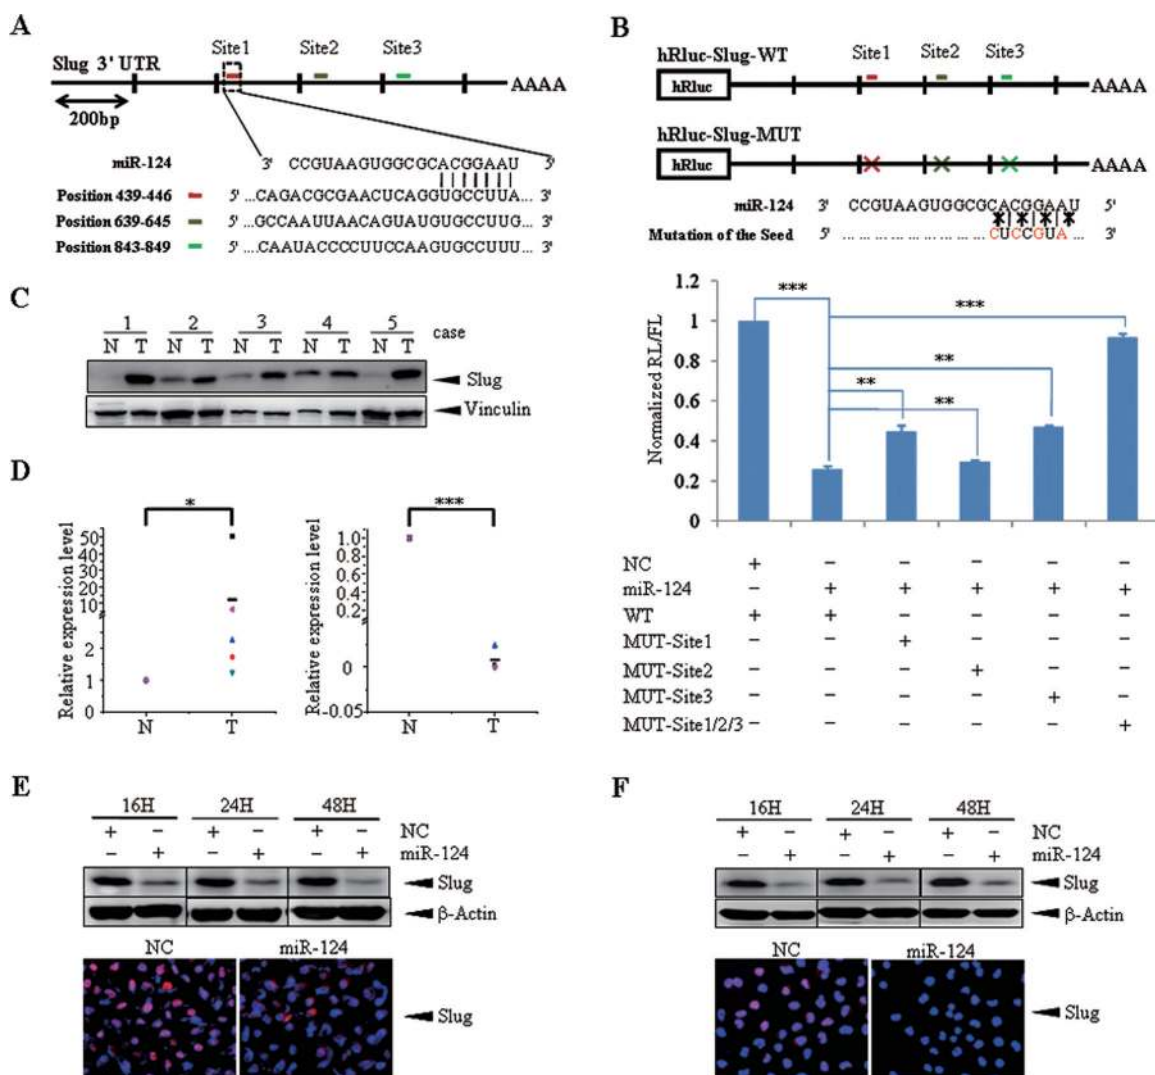 A
Site1 Site2 Site3
Slug 3' UTR
AAAA
200bp
miR-124 3' CCGUAAGUGGCGCACGGAAU 5'
Position 439-446 5' ...CAGACGCGAACUCAGGUGCCUUA... 3'
Position 639-645 5' ...GCCAAUUAACAGUAUGUGCCUUG... 3'
Position 843-849 5' ...CAAUACCCCUUCCAAGUGCCUUU... 3'
B
hRluc-Slug-WT
Site1 Site2 Site3
hRluc AAAA
hRluc-Slug-MUT
hRluc AAAA
miR-124 3' CCGUAAGUGGCGCACGGAAU 5'
Mutation of the Seed 5' ... ... ... ... ... ... CUCCGUA ... 3'
Normalized RL/FL
1.2
1
0.8
0.6
0.4
0.2
0
*** *** ** ** **
NC + − − − − −
miR-124 − + + + + +
WT + + − − − −
MUT-Site1 − − + − − −
MUT-Site2 − − − + − −
MUT-Site3 − − − − + −
MUT-Site1/2/3 − − − − − +
C
1 2 3 4 5 case
N T N T N T N T N T
Slug
Vinculin
D
*
Relative expression level
50
40
30
20
10
2
1
0
N T
***
Relative expression level
1.0
0.8
0.6
0.4
0.2
0
-0.05
N T
E
16H 24H 48H
+ − + − + − NC
− + − + − + miR-124
Slug
β-Actin
NC miR-124
Slug
F
16H 24H 48H
+ − + − + − NC
− + − + − + miR-124
Slug
β-Actin
NC miR-124
Slug